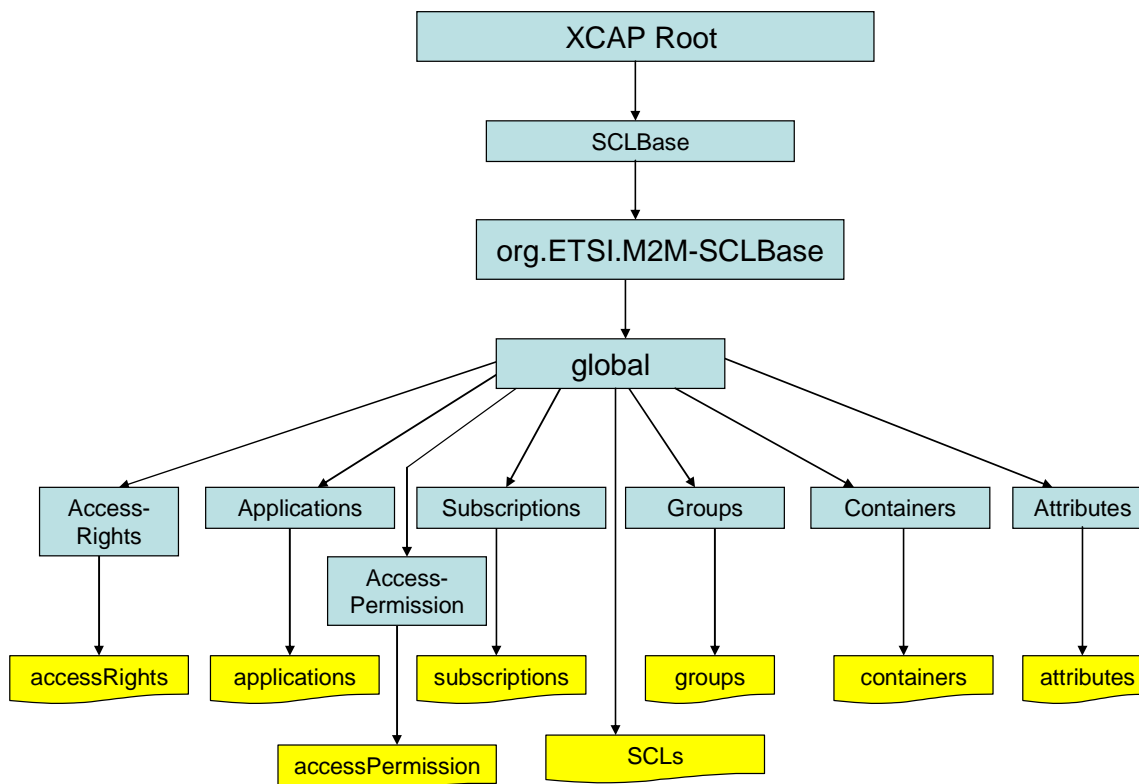 XCAP Root
SCLBase
org.ETSI.M2M-SCLBase
global
Access-
Rights
Applications
Subscriptions
Groups
Containers
Attributes
Access-
Permission
accessRights
applications
subscriptions
groups
containers
attributes
accessPermission
SCLs